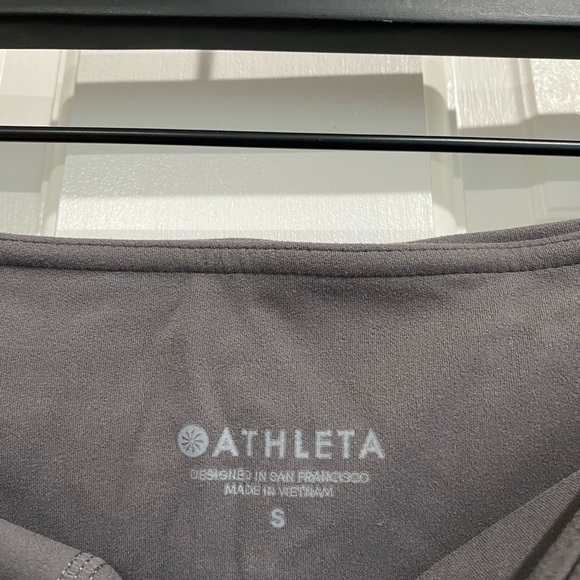 ATHLETA
DESIGNED IN SAN FRANCISCO
MADE IN VIETNAM
S